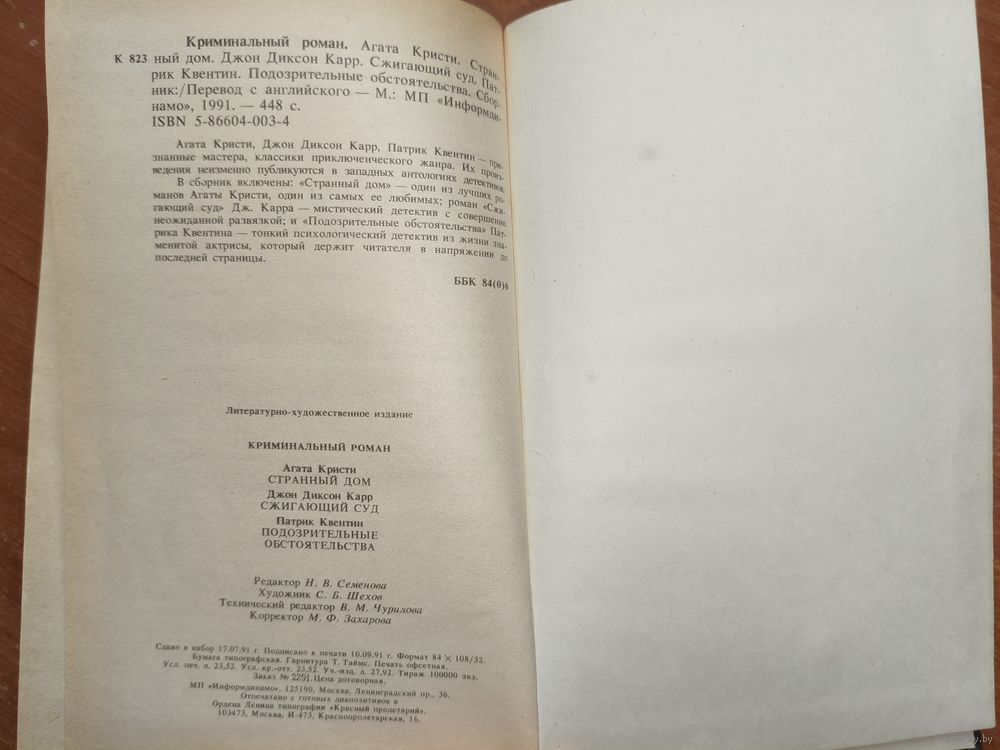 Криминальный роман. Агата Кристи. Стран-
К 823 ный дом. Джон Диксон Карр. Сжигающий суд. Пат-
рик Квентин. Подозрительные обстоятельства. Сбор-
ник:/Перевод с английского — М.: МП «Информди-
намо», 1991. — 448 с.
ISBN 5-86604-003-4
Агата Кристи, Джон Диксон Карр, Патрик Квентин — при-
знанные мастера, классики приключенческого жанра. Их произ-
ведения неизменно публикуются в западных антологиях детективов.
В сборник включены: «Странный дом» — один из лучших ро-
манов Агаты Кристи, один из самых ее любимых; роман «Сжи-
гающий суд» Дж. Карра — мистический детектив с совершенно
неожиданной развязкой; и «Подозрительные обстоятельства» Пат-
рика Квентина — тонкий психологический детектив из жизни зна-
менитой актрисы, который держит читателя в напряжении до
последней страницы.
ББК 84(0)6
Литературно-художественное издание
КРИМИНАЛЬНЫЙ РОМАН
Агата Кристи
СТРАННЫЙ ДОМ
Джон Диксон Карр
СЖИГАЮЩИЙ СУД
Патрик Квентин
ПОДОЗРИТЕЛЬНЫЕ
ОБСТОЯТЕЛЬСТВА
Редактор Н. В. Семенова
Художник С. Б. Шехов
Технический редактор В. М. Чурилова
Корректор М. Ф. Захарова
Сдано в набор 17.07.91 г. Подписано к печати 10.09.91 г. Формат 84 × 108/32.
Бумага типографская. Гарнитура Т. Таймс. Печать офсетная.
Усл. печ. л. 23,52. Усл. кр.-отт. 23,52. Уч.-изд. л. 27,92. Тираж 100000 экз.
Заказ № 2291. Цена договорная.
МП «Информдинамо», 125190, Москва, Ленинградский пр., 36.
Отпечатано с готовых диапозитивов в
Ордена Ленина типографии «Красный пролетарий».
103473, Москва, И-473, Краснопролетарская, 16.